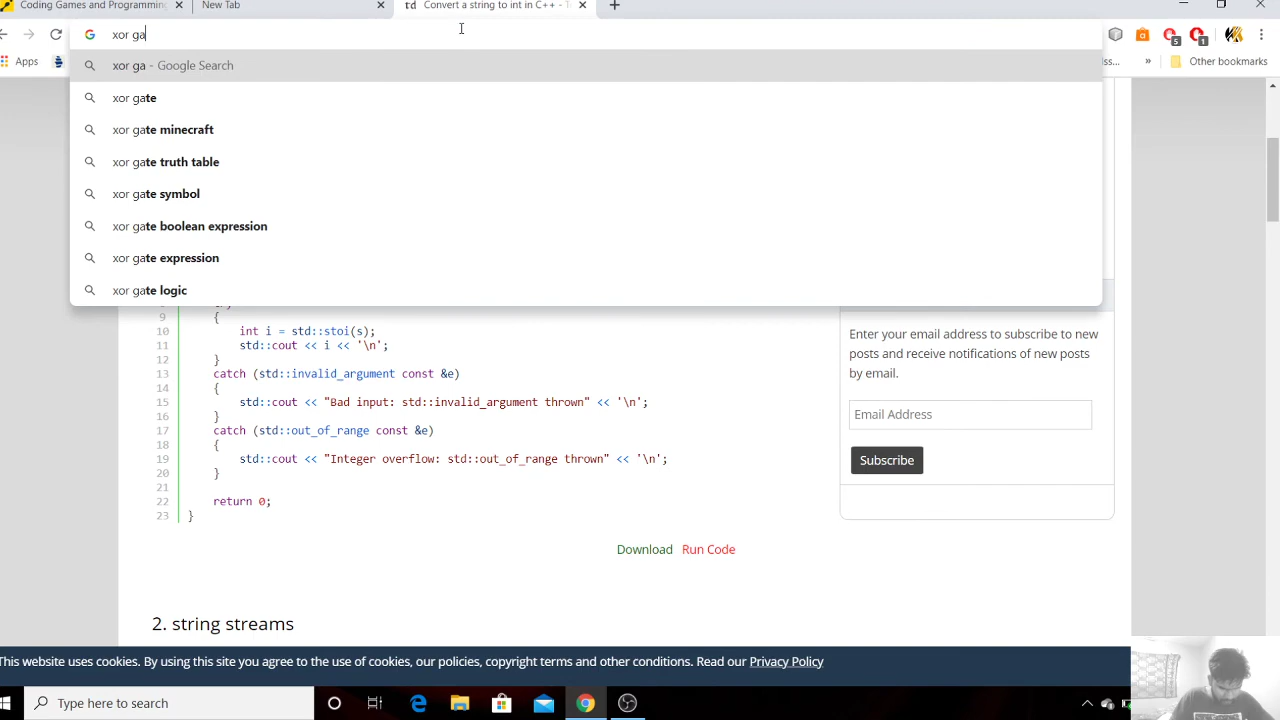 Coding Games and Programming
New Tab
td Convert a string to int in C++ - T
xor ga
xor ga - Google Search
xor gate
xor gate minecraft
xor gate truth table
xor gate symbol
xor gate boolean expression
xor gate expression
xor gate logic
Apps
iss...
»
Other bookmarks
5
1
9 {
10 int i = std::stoi(s);
11 std::cout << i << '\n';
12 }
13 catch (std::invalid_argument const &e)
14 {
15 std::cout << "Bad input: std::invalid_argument thrown" << '\n';
16 }
17 catch (std::out_of_range const &e)
18 {
19 std::cout << "Integer overflow: std::out_of_range thrown" << '\n';
20 }
21
22 return 0;
23 }
Enter your email address to subscribe to new
posts and receive notifications of new posts
by email.
Email Address
Subscribe
Download Run Code
2. string streams
This website uses cookies. By using this site you agree to the use of cookies, our policies, copyright terms and other conditions. Read our Privacy Policy
Type here to search